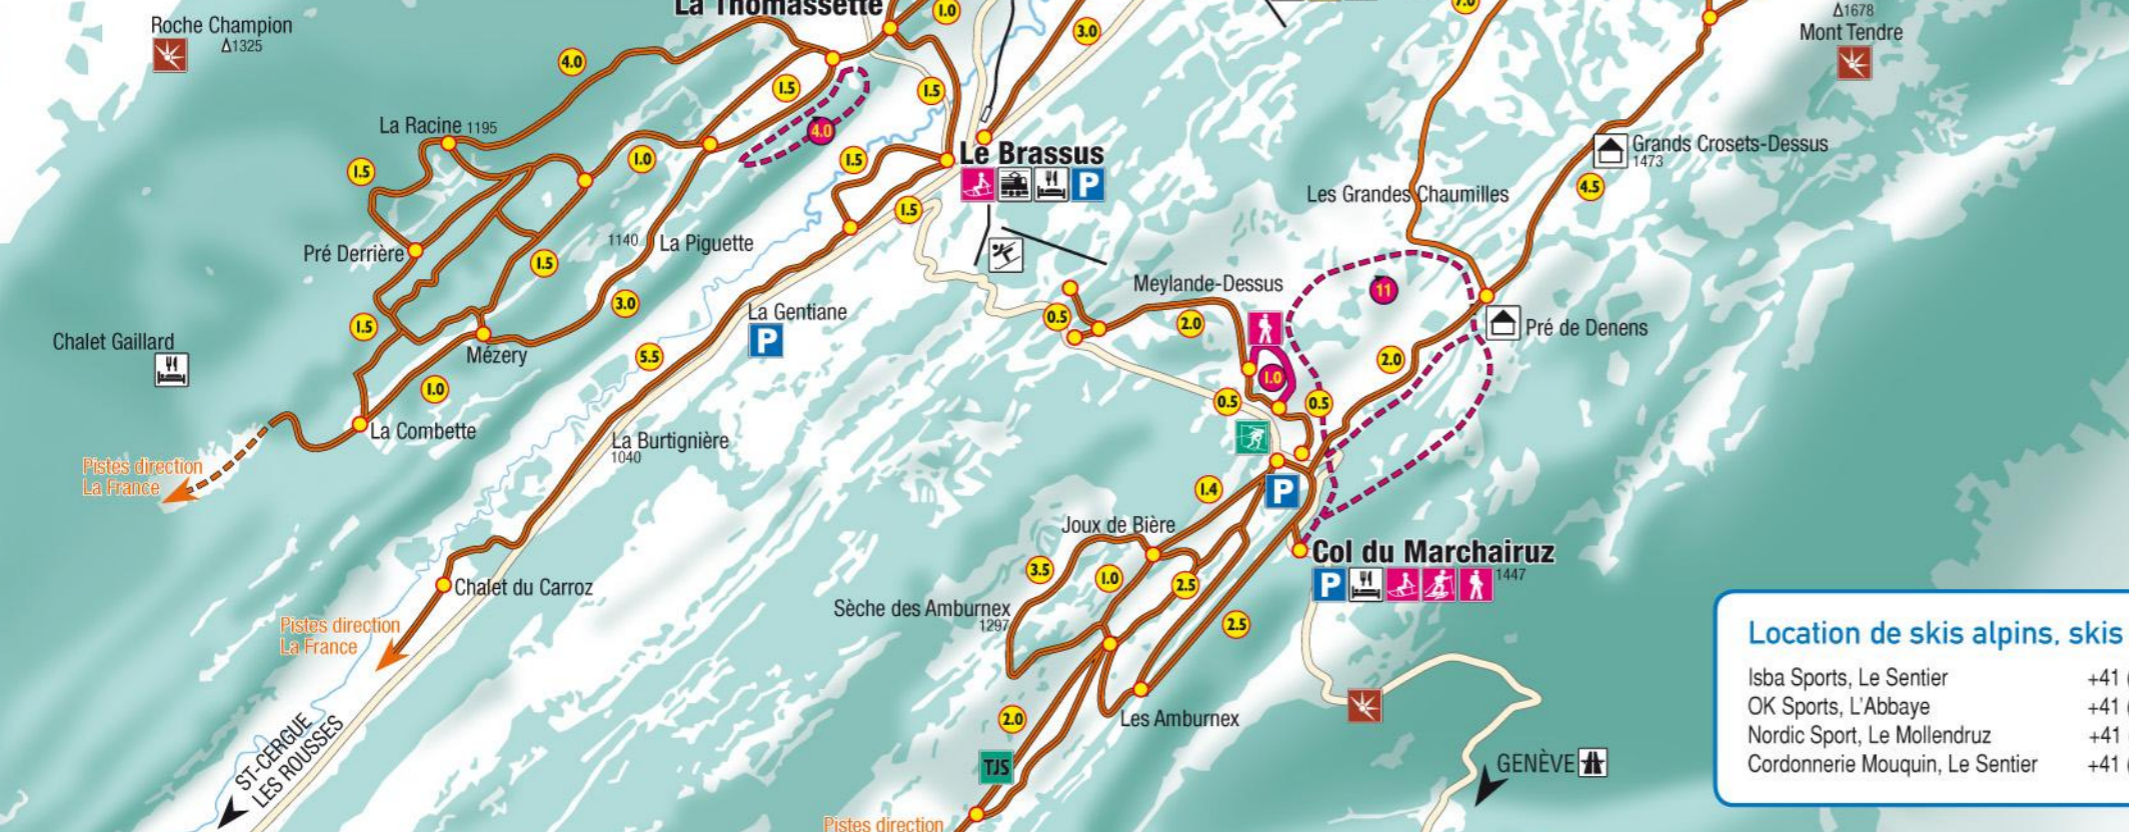 La Thomassette
Roche Champion
Δ1325
1.0
3.0
7.0
Δ1678
Mont Tendre
4.0
1.5
1.5
4.0
La Racine 1195
1.5
1.0
1.5
Le Brassus
P
1.5
Grands Crosets-Dessus
1473
4.5
Les Grandes Chaumilles
Pré Derrière
1140
La Piguette
1.5
3.0
1.5
Meylande-Dessus
11
La Gentiane
P
0.5
2.0
Pré de Denens
Chalet Gaillard
Mézery
5.5
2.0
1.0
1.0
0.5
0.5
La Combette
La Burtignière
1040
Pistes direction
La France
1.4
P
Joux de Bière
Col du Marchairuz
P
1447
3.5
1.0
2.5
Chalet du Carroz
Sèche des Amburnex
1297
2.5
Pistes direction
La France
2.0
Les Amburnex
TJS
ST-CERGUE
LES ROUSSES
GENÈVE
Pistes direction
Location de skis alpins, skis
Isba Sports, Le Sentier +41 (
OK Sports, L'Abbaye +41 (
Nordic Sport, Le Mollendruz +41
Cordonnerie Mouquin, Le Sentier +41 (